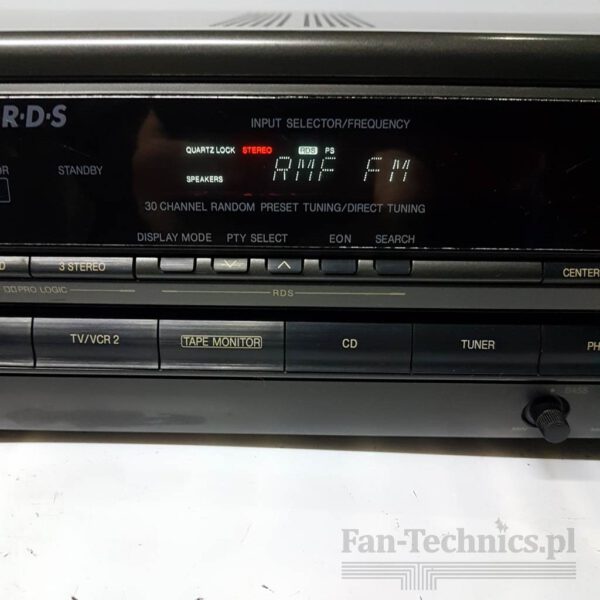 R·D·S
INPUT SELECTOR/FREQUENCY
QUARTZ LOCK STEREO RDS PS
STANDBY
SPEAKERS
RMF FM
30 CHANNEL RANDOM PRESET TUNING/DIRECT TUNING
DISPLAY MODE PTY SELECT EON SEARCH
3 STEREO
CENTER
PRO LOGIC
RDS
TV/VCR 2
TAPE MONITOR
CD
TUNER
PH
BASS
Fan-Technics.pl